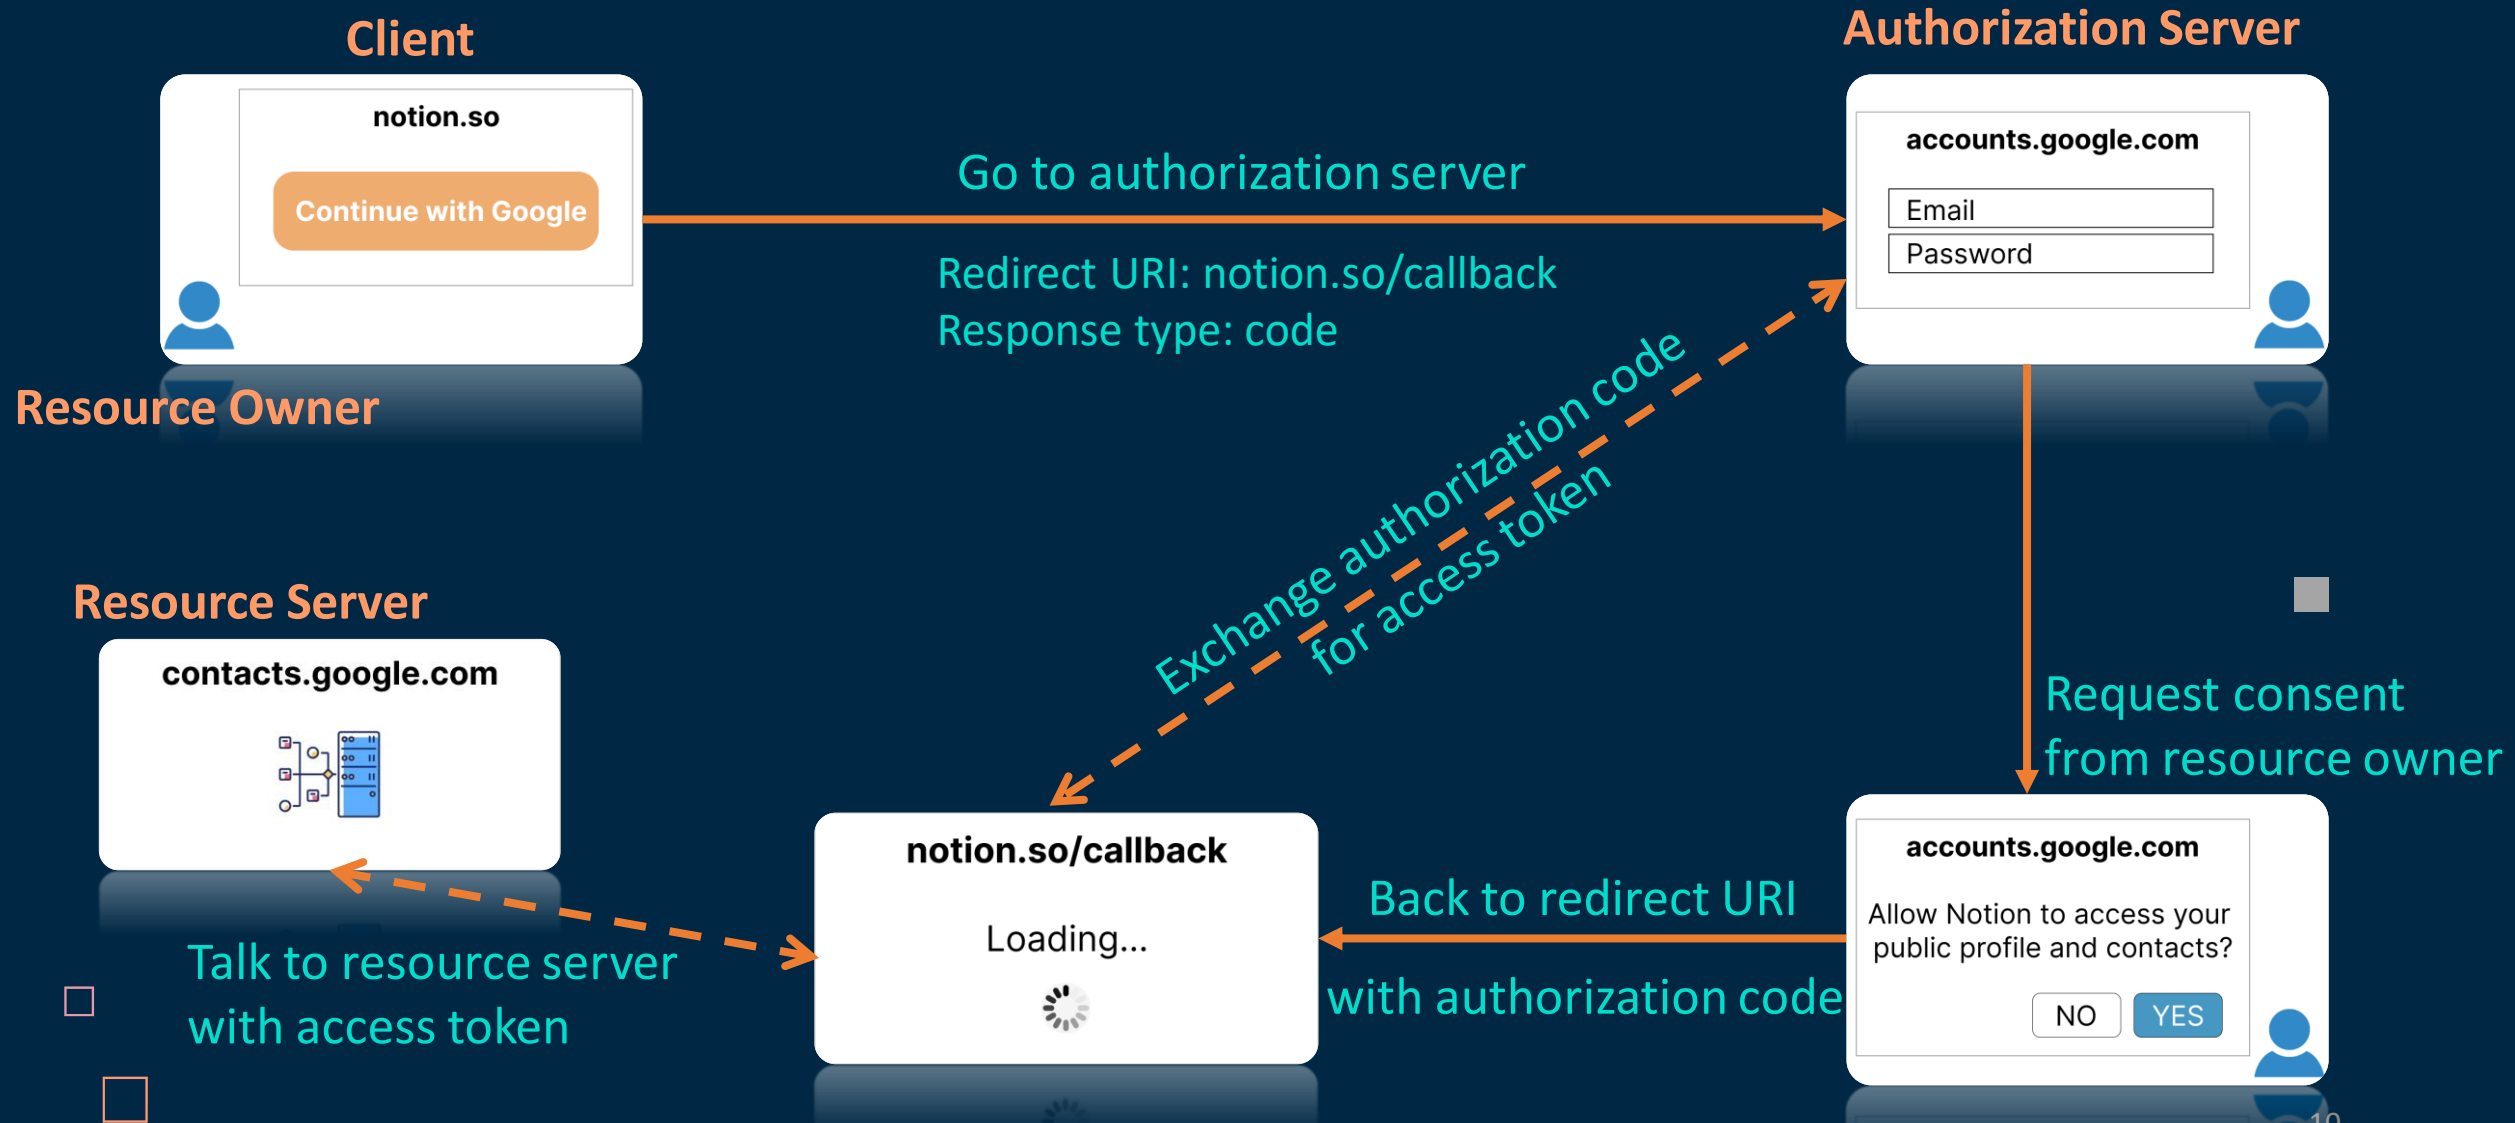 Client
notion.so
Continue with Google
Resource Owner
Go to authorization server
Redirect URI: notion.so/callback
Response type: code
Authorization Server
accounts.google.com
Email
Password
Exchange authorization code
for access token
Request consent
from resource owner
accounts.google.com
Allow Notion to access your
public profile and contacts?
NO
YES
Back to redirect URI
with authorization code
notion.so/callback
Loading...
Resource Server
contacts.google.com
Talk to resource server
with access token